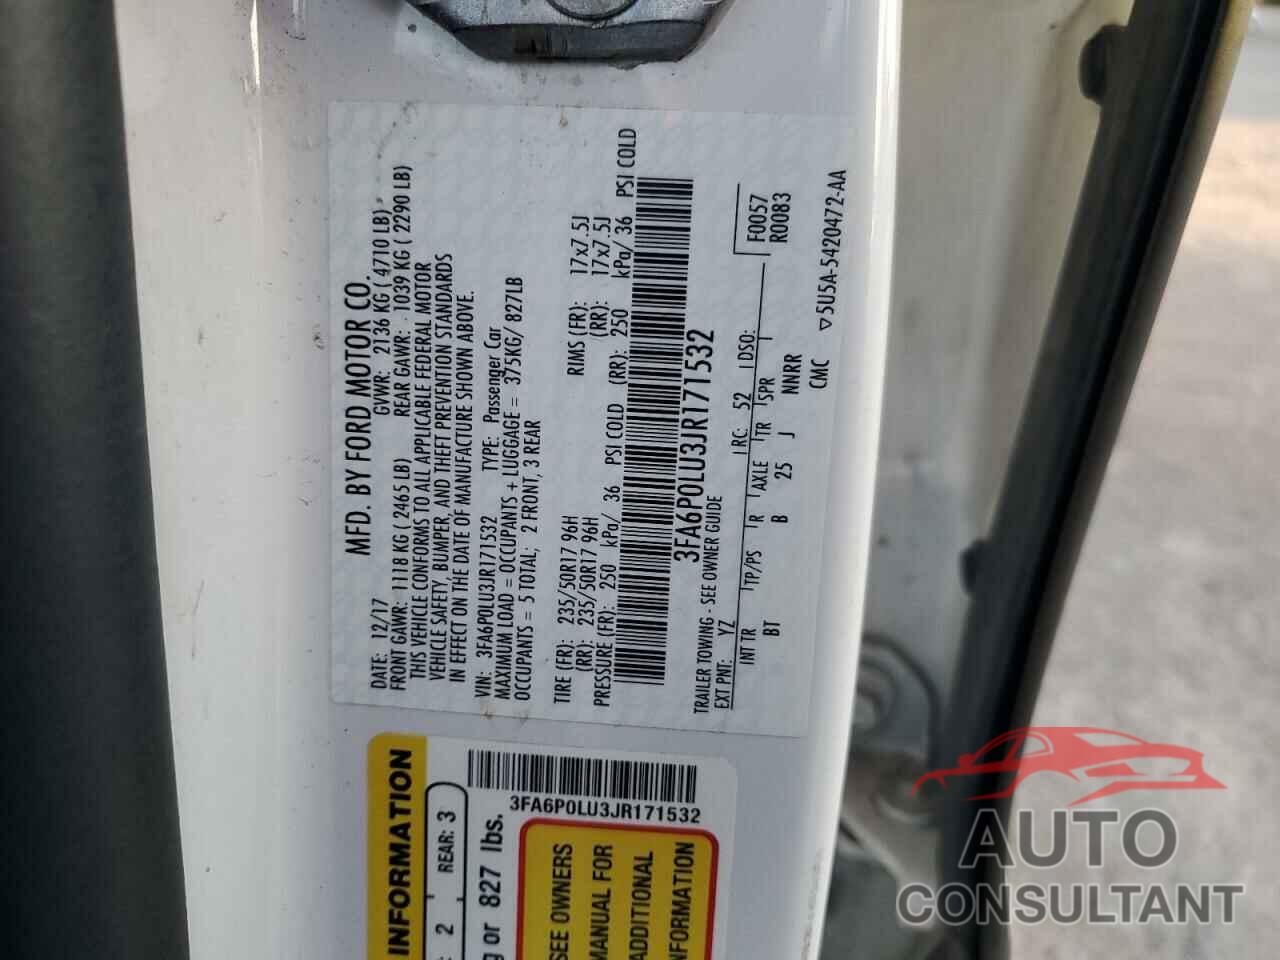 MFD. BY FORD MOTOR CO.
DATE: 12/17 GVWR: 2136 KG ( 4710 LB)
FRONT GAWR: 1118 KG ( 2465 LB) REAR GAWR: 1039 KG ( 2290 LB)
THIS VEHICLE CONFORMS TO ALL APPLICABLE FEDERAL MOTOR
VEHICLE SAFETY, BUMPER, AND THEFT PREVENTION STANDARDS
IN EFFECT ON THE DATE OF MANUFACTURE SHOWN ABOVE.
VIN: 3FA6P0LU3JR171532 TYPE: Passenger Car
MAXIMUM LOAD = OCCUPANTS + LUGGAGE = 375KG/ 827LB
OCCUPANTS = 5 TOTAL; 2 FRONT, 3 REAR
TIRE (FR): 235/50R17 96H RIMS (FR): 17x7.5J
(RR): 235/50R17 96H (RR): 17x7.5J
PRESSURE (FR): 250 kPa/ 36 PSI COLD (RR): 250 kPa/ 36 PSI COLD
3FA6P0LU3JR171532
TRAILER TOWING - SEE OWNER GUIDE
EXT PNT: YZ RC: 52 DSO: F0057
R0083
INT TR TP/PS R AXLE TR SPR
BT B 25 J NNRR
CMC ▽5U5A-5420472-AA
INFORMATION
2 REAR: 3
or 827 lbs.
3FA6P0LU3JR171532
SEE OWNERS
MANUAL FOR
ADDITIONAL
INFORMATION
AUTO
CONSULTANT